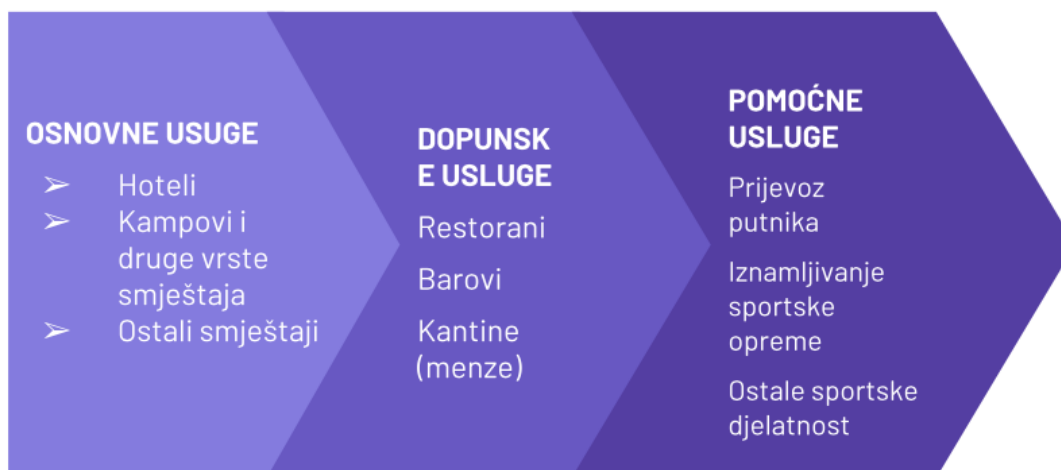 OSNOVNE USUGE
➢ Hoteli
➢ Kampovi i
druge vrste
smještaja
➢ Ostali smještaji
DOPUNSK
E USLUGE
Restorani
Barovi
Kantine
(menze)
POMOĆNE
USLUGE
Prijevoz
putnika
Iznamljivanje
sportske
opreme
Ostale sportske
djelatnost